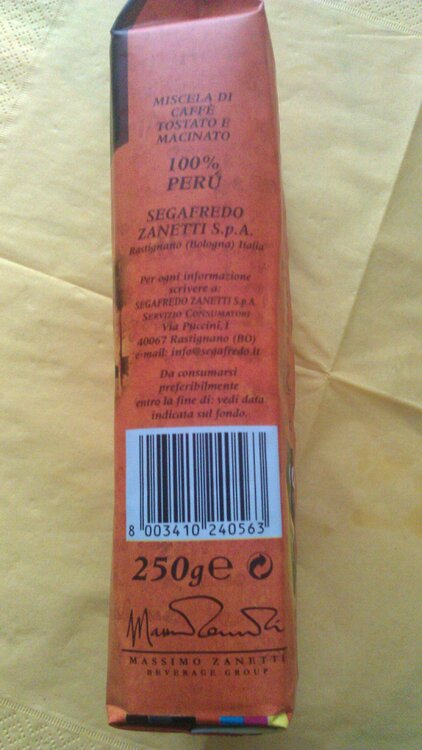 MISCELA DI
CAFFÈ
TOSTATO E
MACINATO
100%
PERÚ
SEGAFREDO
ZANETTI S.p.A.
Rastignano (Bologna) Italia
Per ogni informazione
scrivere a:
SEGAFREDO ZANETTI S.p.A.
SERVIZIO CONSUMATORI
Via Puccini, 1
40067 Rastignano (BO)
e-mail: info@segafredo.it
Da consumarsi
preferibilmente
entro la fine di: vedi data
indicata sul fondo.
8 003410 240563
250g℮
MASSIMO ZANETTI
BEVERAGE GROUP